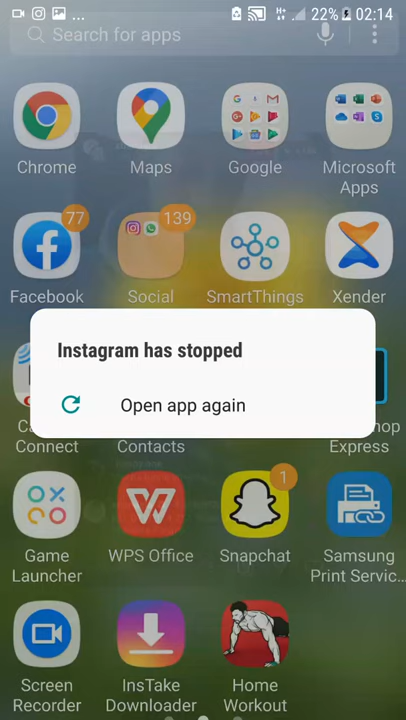 ... 22% 02:14
Search for apps
Chrome Maps Google Microsoft Apps
77 139
Facebook Social SmartThings Xender
Instagram has stopped
Open app again
Connect Contacts Express
1
Game Launcher WPS Office Snapchat Samsung Print Servic...
Screen Recorder InsTake Downloader Home Workout